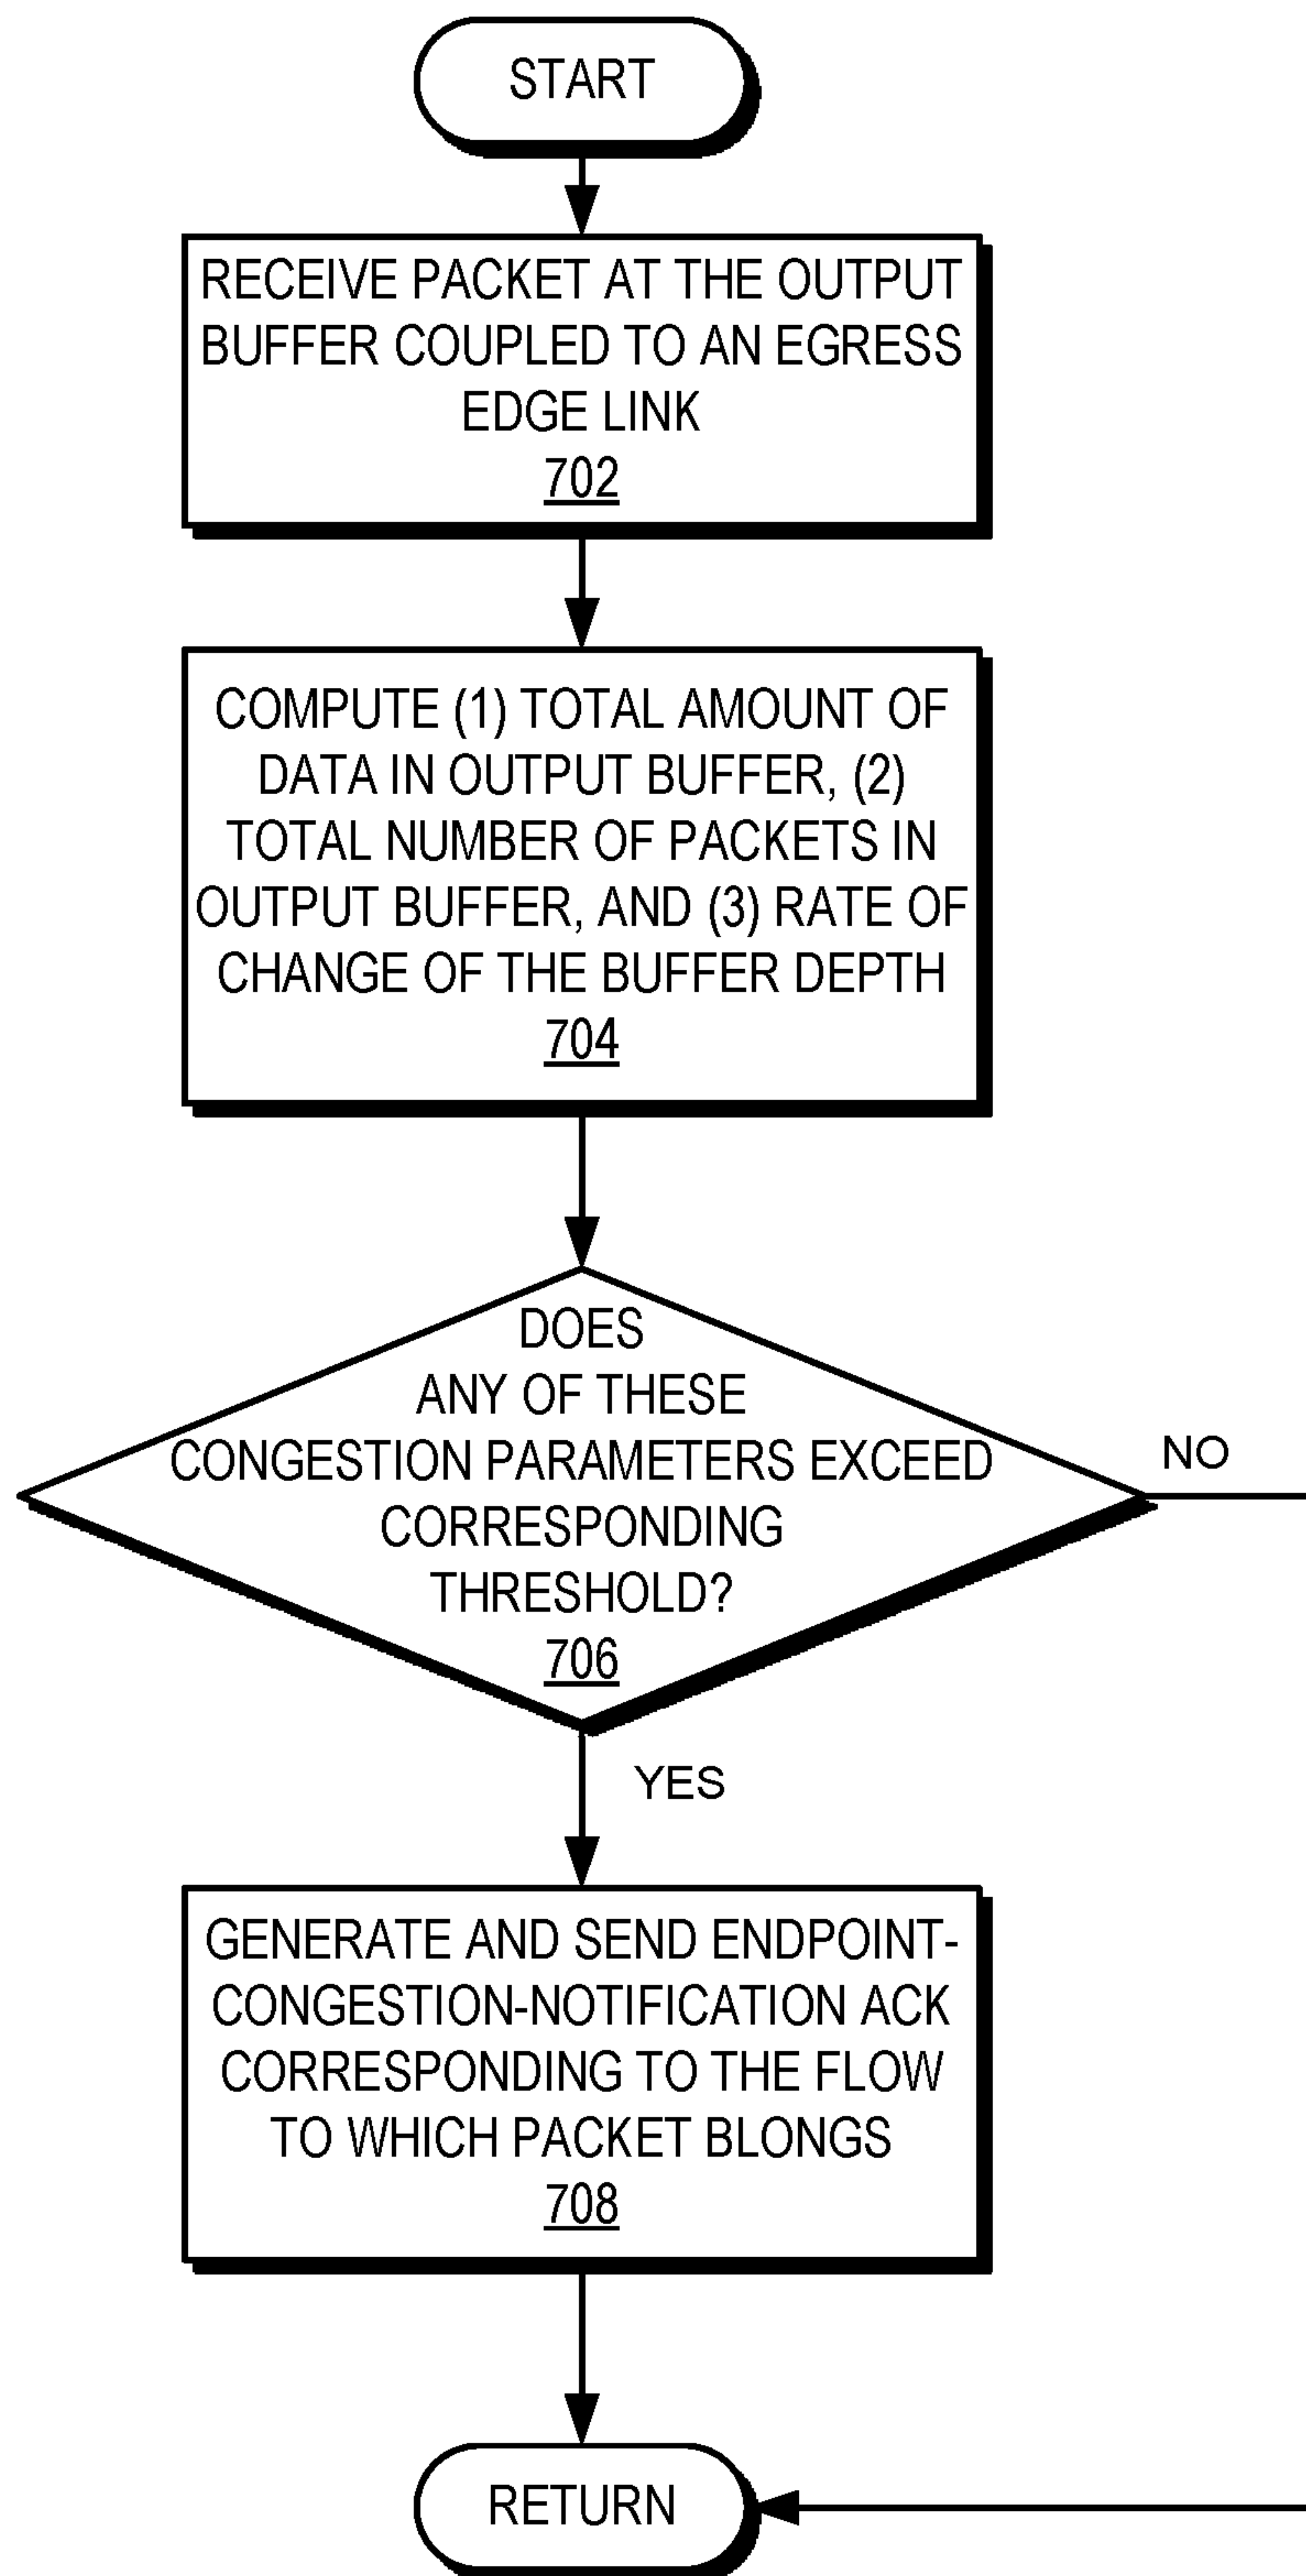 START
RECEIVE PACKET AT THE OUTPUT
BUFFER COUPLED TO AN EGRESS
EDGE LINK
702
COMPUTE (1) TOTAL AMOUNT OF
DATA IN OUTPUT BUFFER, (2)
TOTAL NUMBER OF PACKETS IN
OUTPUT BUFFER, AND (3) RATE OF
CHANGE OF THE BUFFER DEPTH
704
DOES
ANY OF THESE
CONGESTION PARAMETERS EXCEED
CORRESPONDING
THRESHOLD?
706
NO
YES
GENERATE AND SEND ENDPOINT-
CONGESTION-NOTIFICATION ACK
CORRESPONDING TO THE FLOW
TO WHICH PACKET BLONGS
708
RETURN